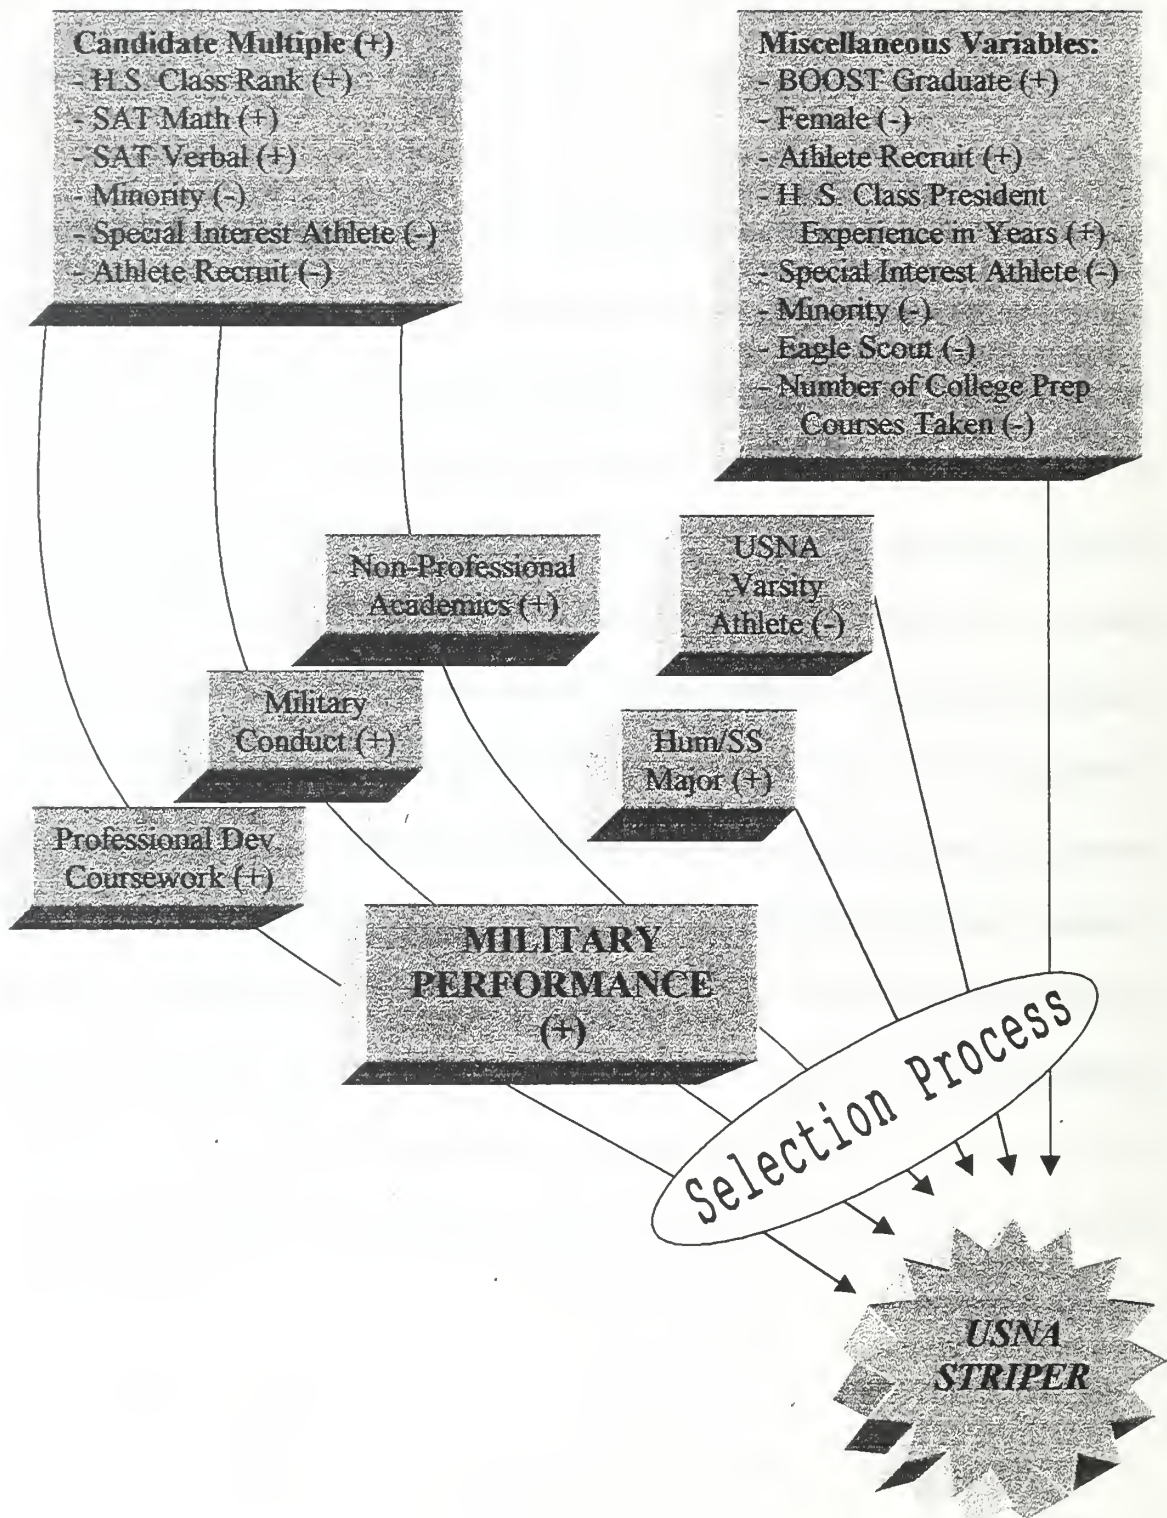 Candidate Multiple (+)
- H.S. Class Rank (+)
- SAT Math (+)
- SAT Verbal (+)
- Minority (-)
- Special Interest Athlete (-)
- Athlete Recruit (-)
Miscellaneous Variables:
- BOOST Graduate (+)
- Female (-)
- Athlete Recruit (+)
- H. S. Class President
Experience in Years (+)
- Special Interest Athlete (-)
- Minority (-)
- Eagle Scout (-)
- Number of College Prep
Courses Taken (-)
Non-Professional
Academics (+)
USNA
Varsity
Athlete (-)
Military
Conduct (+)
Hum/SS
Major (+)
Professional Dev
Coursework (+)
MILITARY
PERFORMANCE
(+)
Selection Process
USNA
STRIPER